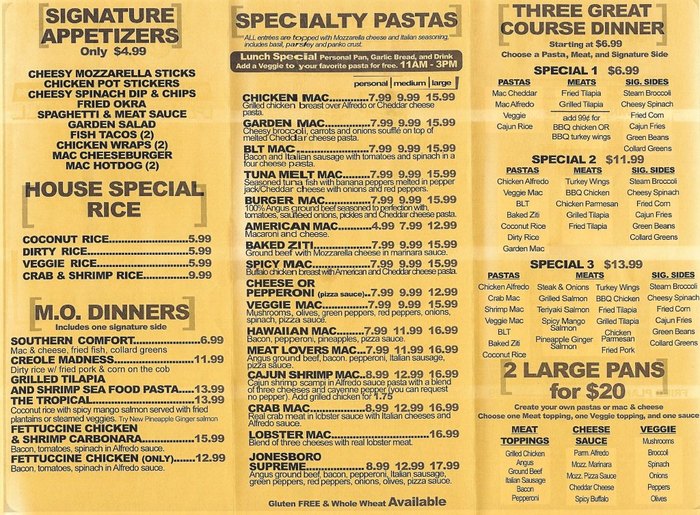 SIGNATURE
APPETIZERS
Only $4.99
CHEESY MOZZARELLA STICKS
CHICKEN POT STICKERS
CHEESY SPINACH DIP & CHIPS
FRIED OKRA
SPAGHETTI & MEAT SAUCE
GARDEN SALAD
FISH TACOS (2)
CHICKEN WRAPS (2)
MAC CHEESEBURGER
MAC HOTDOG (2)
HOUSE SPECIAL
RICE
COCONUT RICE...5.99
DIRTY RICE...5.99
VEGGIE RICE...5.99
CRAB & SHRIMP RICE...9.99
M.O. DINNERS
Includes one signature side
SOUTHERN COMFORT...6.99
Mac & cheese, fried fish, collard greens
CREOLE MADNESS...11.99
Dirty rice w/ fried pork & corn on the cob
GRILLED TILAPIA
AND SHRIMP SEA FOOD PASTA...13.99
THE TROPICAL...13.99
Coconut rice with spicy mango salmon served with fried
plantains or steamed veggies. Try New Pineapple Ginger salmon
FETTUCCINE CHICKEN
& SHRIMP CARBONARA...15.99
Bacon, tomatoes, spinach in Alfredo sauce.
FETTUCCINE CHICKEN (ONLY)...12.99
Bacon, tomatoes, spinach in Alfredo sauce.
SPECIALTY PASTAS
ALL entrées are topped with Mozzarella cheese and Italian seasoning,
includes basil, parsley and panko crust.
Lunch Special Personal Pan, Garlic Bread, and Drink
Add a Veggie to your favorite pasta for free. 11AM - 3PM
personal | medium | large
CHICKEN MAC...7.99 9.99 15.99
Grilled chicken breast over Alfredo or Cheddar cheese
pasta.
GARDEN MAC...7.99 9.99 15.99
Cheesy broccoli, carrots and onions soufflé on top of
melted Cheddar cheese pasta.
BLT MAC...7.99 9.99 15.99
Bacon and Italian sausage with tomatoes and spinach in a
four cheese pasta.
TUNA MELT MAC...7.99 9.99 15.99
Seasoned tuna fish with banana peppers melted in pepper
jack/Cheddar cheese with onions and red peppers.
BURGER MAC...7.99 9.99 15.99
100% Angus ground beef seasoned to perfection with
tomatoes, sautéed onions, pickles and Cheddar cheese pasta.
AMERICAN MAC...4.99 7.99 12.99
Macaroni and cheese.
BAKED ZITI...7.99 9.99 15.99
Ground beef with Mozzarella cheese in marinara sauce.
SPICY MAC...7.99 9.99 15.99
Buffalo chicken breast with American and Cheddar cheese pasta.
CHEESE OR
PEPPERONI (pizza sauce)..7.99 9.99 12.99
VEGGIE MAC...7.99 9.99 15.99
Mushrooms, olives, green peppers, red peppers, onions,
spinach, pizza sauce.
HAWAIIAN MAC...7.99 11.99 16.99
Bacon, pepperoni, pineapples, pizza sauce.
MEAT LOVERS MAC...7.99 11.99 16.99
Angus ground beef, bacon, pepperoni, Italian sausage,
pizza sauce.
CAJUN SHRIMP MAC..8.99 12.99 16.99
Cajun shrimp scampi in Alfredo sauce pasta with a blend
of three cheeses and cayenne pepper (you can request
no pepper). Add grilled chicken for 1.75
CRAB MAC...8.99 12.99 16.99
Real crab meat in lobster sauce with Italian cheeses and
Alfredo sauce.
LOBSTER MAC...16.99
Blend of three cheeses with real lobster meat.
JONESBORO
SUPREME...8.99 12.99 17.99
Angus ground beef, bacon, pepperoni, Italian sausage,
green peppers, red peppers, onions, olives, pizza sauce.
Gluten FREE & Whole Wheat Available
THREE GREAT
COURSE DINNER
Starting at $6.99
Choose a Pasta, Meat, and Signature Side
SPECIAL 1 $6.99
PASTAS MEATS SIG. SIDES
Mac Cheddar Fried Tilapia Steam Broccoli
Mac Alfredo Grilled Tilapia Cheesy Spinach
Veggie add 99¢ for Fried Corn
Cajun Rice BBQ chicken OR Cajun Fries
BBQ turkey wings Green Beans
Collard Greens
SPECIAL 2 $11.99
PASTAS MEATS SIG. SIDES
Chicken Alfredo Turkey Wings Steam Broccoli
Veggie Mac BBQ Chicken Cheesy Spinach
BLT Chicken Parmesan Fried Corn
Baked Ziti Grilled Tilapia Cajun Fries
Coconut Rice Green Beans
Dirty Rice Collard Greens
Garden Mac
SPECIAL 3 $13.99
PASTAS MEATS SIG. SIDES
Chicken Alfredo Steak & Onions Turkey Wings Steam Broccoli
Crab Mac Grilled Salmon BBQ Chicken Cheesy Spinach
Shrimp Mac Teriyaki Salmon Fried Tilapia Fried Corn
Veggie Mac Spicy Mango Grilled Tilapia Cajun Fries
BLT Salmon Chicken Green Beans
Baked Ziti Pineapple Ginger Parmesan Collard Greens
Coconut Rice Salmon Fried Pork
2 LARGE PANS
for $20
Create your own pastas or mac & cheese
Choose one Meat topping, one Veggie topping, and one sauce
MEAT CHEESE VEGGIE
TOPPINGS SAUCE Mushrooms
Grilled Chicken Parm. Alfredo Broccoli
Angus Mozz. Marinara Spinach
Ground Beef Mozz. Pizza Sauce Onions
Italian Sausage Cheddar Cheese Peppers
Bacon Spicy Buffalo Olives
Pepperoni